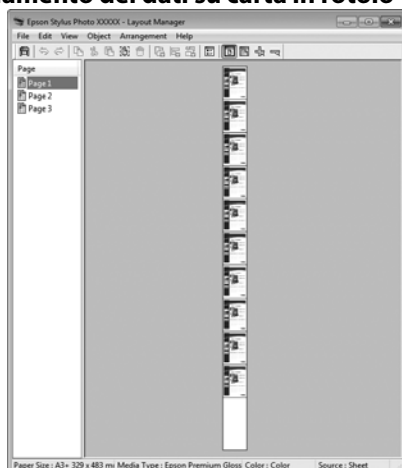 amento dei dati su carta in rotolo
Epson Stylus Photo XXXXX - Layout Manager
File Edit View Object Arrangement Help
Page
Page 1
Page 2
Page 3
Paper Size : A3+ 329 x 483 mi Media Type : Epson Premium Gloss Color : Color Source : Sheet